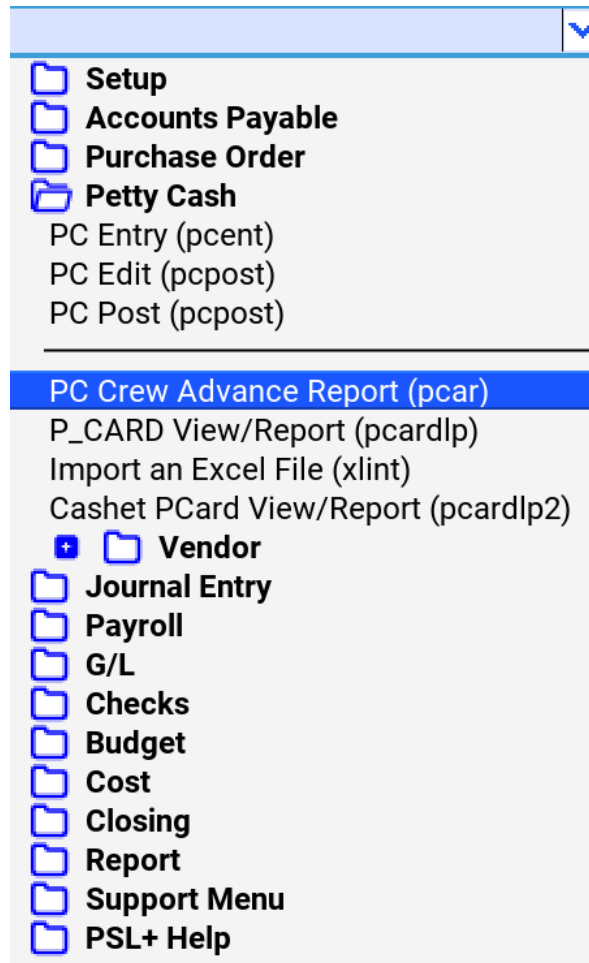 Setup
Accounts Payable
Purchase Order
Petty Cash
PC Entry (pcent)
PC Edit (pcpost)
PC Post (pcpost)
PC Crew Advance Report (pcar)
P_CARD View/Report (pcardlp)
Import an Excel File (xlint)
Cashet PCard View/Report (pcardlp2)
Vendor
Journal Entry
Payroll
G/L
Checks
Budget
Cost
Closing
Report
Support Menu
PSL+ Help